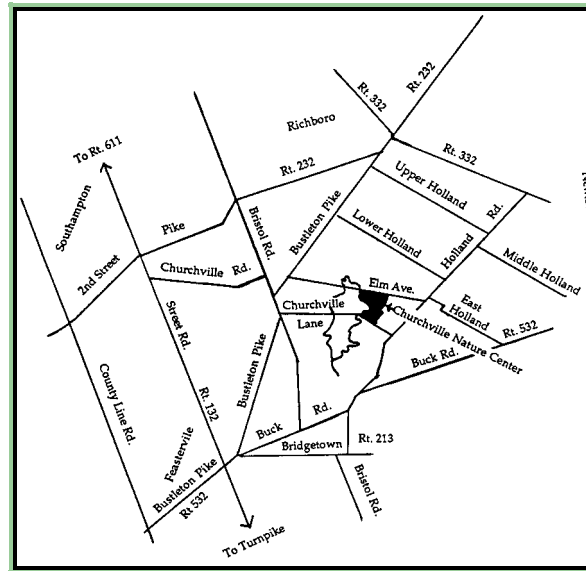 Rt. 232
Rt. 332
Richboro
To Rt. 611
Rt. 332
Rt. 232
Upper Holland
Southampton
Bustleton Pike
Rd.
Pike
Bristol Rd.
Lower Holland
Holland
Middle Holland
2nd Street
Churchville Rd.
Elm Ave.
East
Holland
Churchville
Lane
Churchville Nature Center
Rt. 532
Street Rd.
Buck Rd.
Bustleton Pike
County Line Rd.
Rt. 132
Rd.
Buck
Feasterville
Bridgetown
Rt. 213
Bustleton Pike
Rt 532
Bristol Rd.
To Turnpike